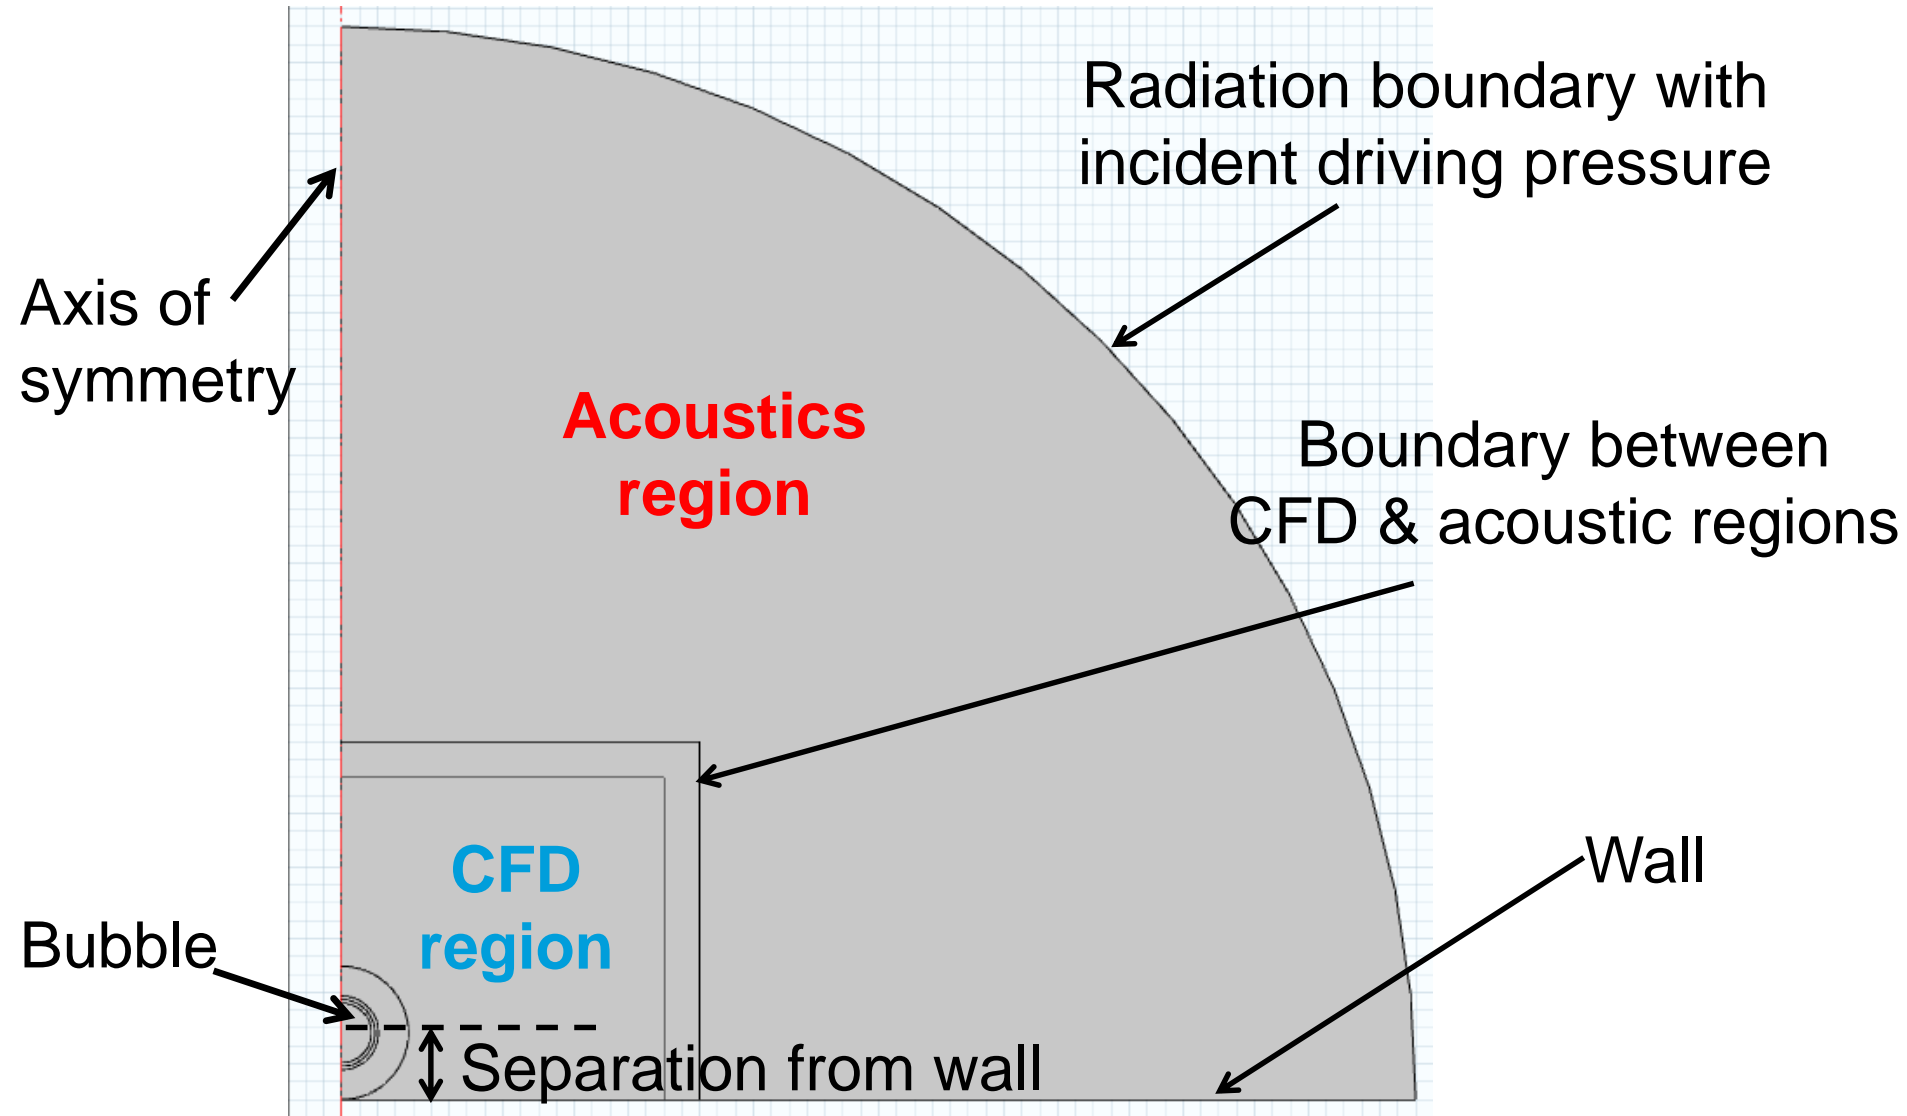 Radiation boundary with
incident driving pressure
Axis of
symmetry
Acoustics
region
Boundary between
CFD & acoustic regions
CFD
region
Wall
Bubble
Separation from wall